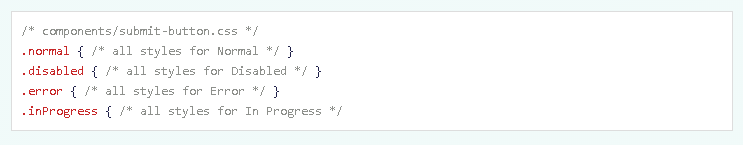 /* components/submit-button.css */
.normal { /* all styles for Normal */ }
.disabled { /* all styles for Disabled */ }
.error { /* all styles for Error */ }
.inProgress { /* all styles for In Progress */